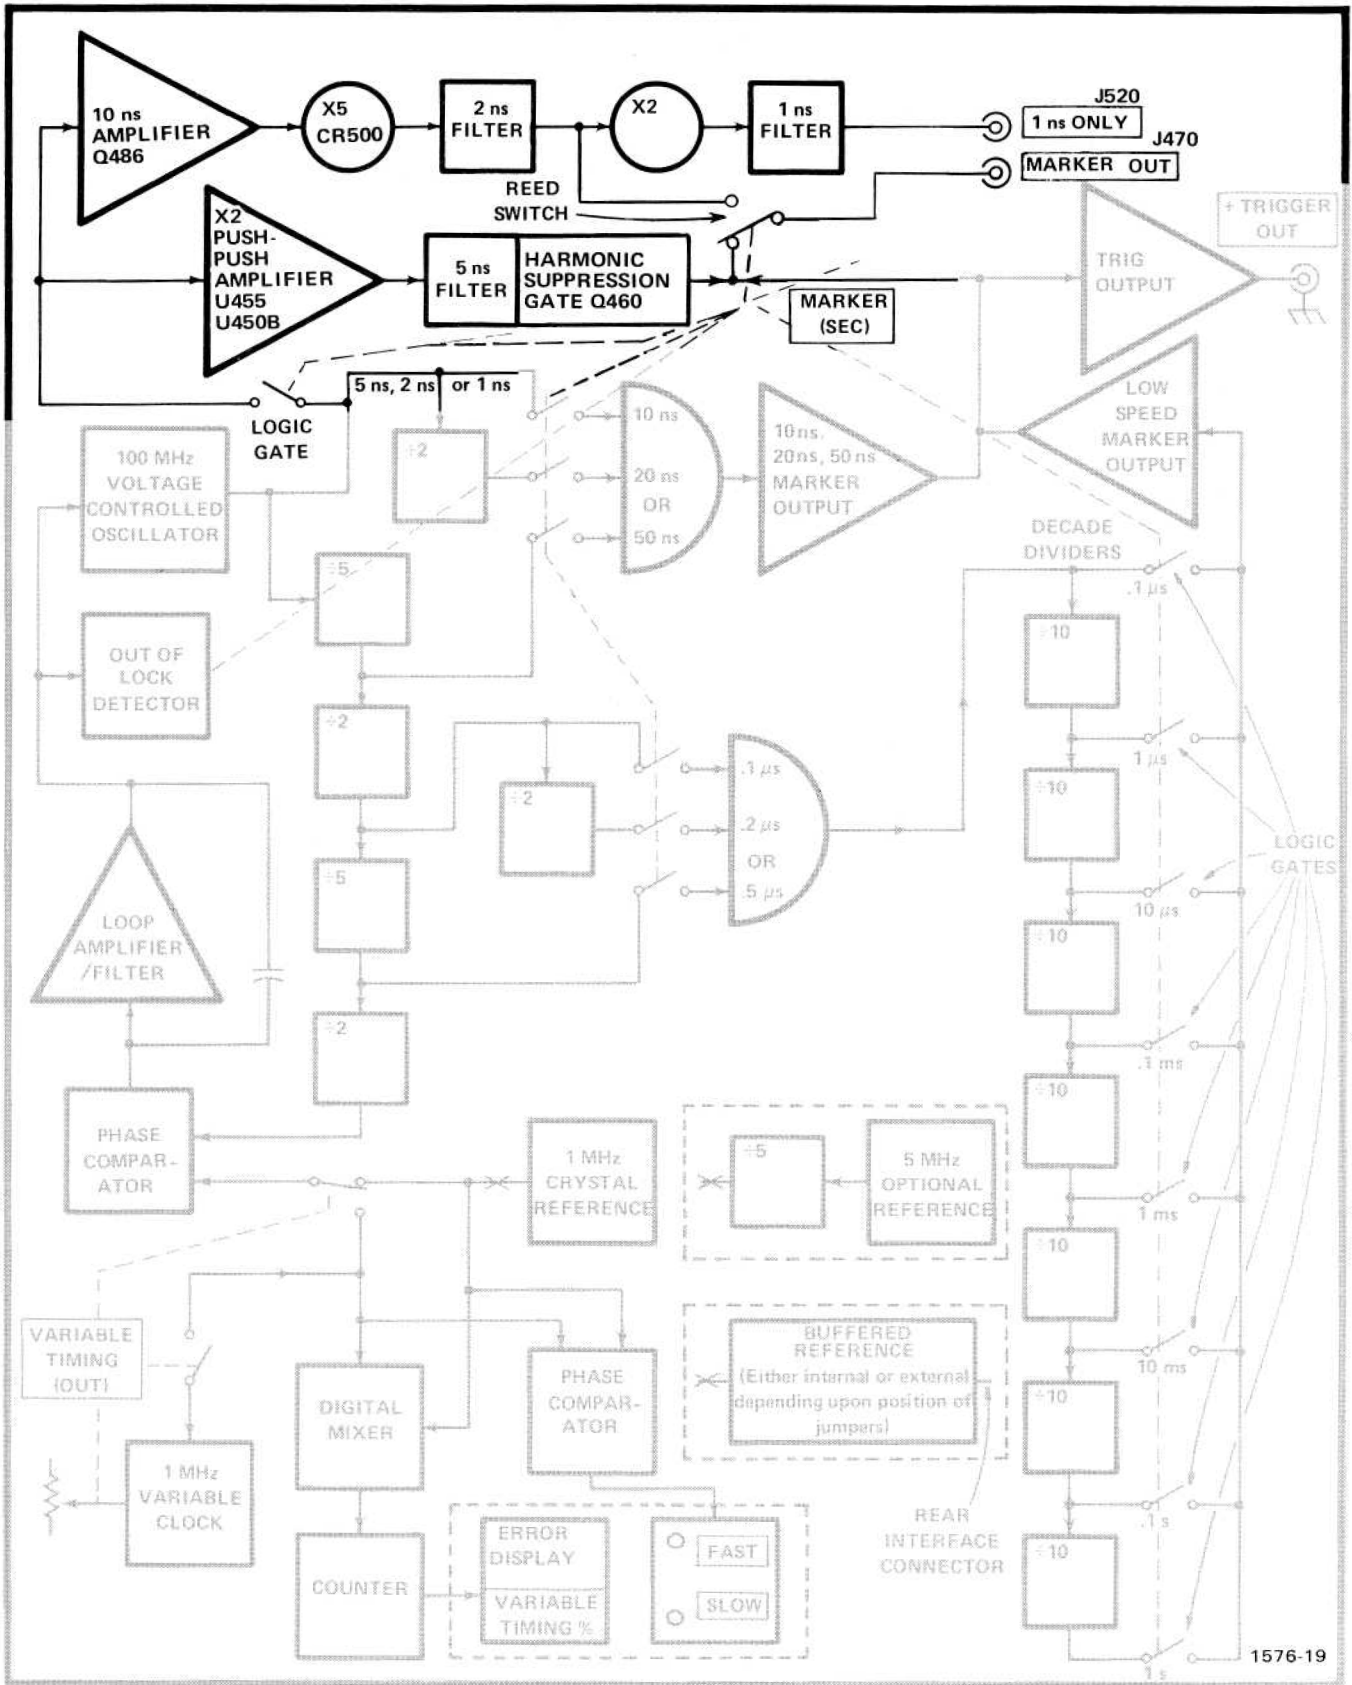 10 ns
AMPLIFIER
Q486
X5
CR500
2 ns
FILTER
X2
1 ns
FILTER
J520
1 ns ONLY
J470
MARKER OUT
REED
SWITCH
X2
PUSH-
PUSH
AMPLIFIER
U455
U450B
5 ns
FILTER
HARMONIC
SUPPRESSION
GATE Q460
MARKER
(SEC)
TRIG
OUTPUT
+ TRIGGER
OUT
5 ns, 2 ns or 1 ns
LOGIC
GATE
100 MHz
VOLTAGE
CONTROLLED
OSCILLATOR
÷2
10 ns
20 ns
OR
50 ns
10 ns,
20 ns, 50 ns
MARKER
OUTPUT
LOW
SPEED
MARKER
OUTPUT
DECADE
DIVIDERS
÷5
OUT OF
LOCK
DETECTOR
.1 µs
÷10
÷2
1 µs
÷10
÷2
.1 µs
.2 µs
OR
.5 µs
LOGIC
GATES
÷5
10 µs
÷10
LOOP
AMPLIFIER
/FILTER
÷2
.1 ms
÷10
PHASE
COMPAR-
ATOR
1 MHz
CRYSTAL
REFERENCE
÷5
5 MHz
OPTIONAL
REFERENCE
1 ms
÷10
VARIABLE
TIMING
(OUT)
DIGITAL
MIXER
PHASE
COMPAR-
ATOR
BUFFERED
REFERENCE
(Either internal or external
depending upon position of
jumpers)
10 ms
÷10
1 MHz
VARIABLE
CLOCK
REAR
INTERFACE
CONNECTOR
.1 s
÷10
COUNTER
ERROR
DISPLAY
VARIABLE
TIMING %
FAST
SLOW
1 s
1576-19